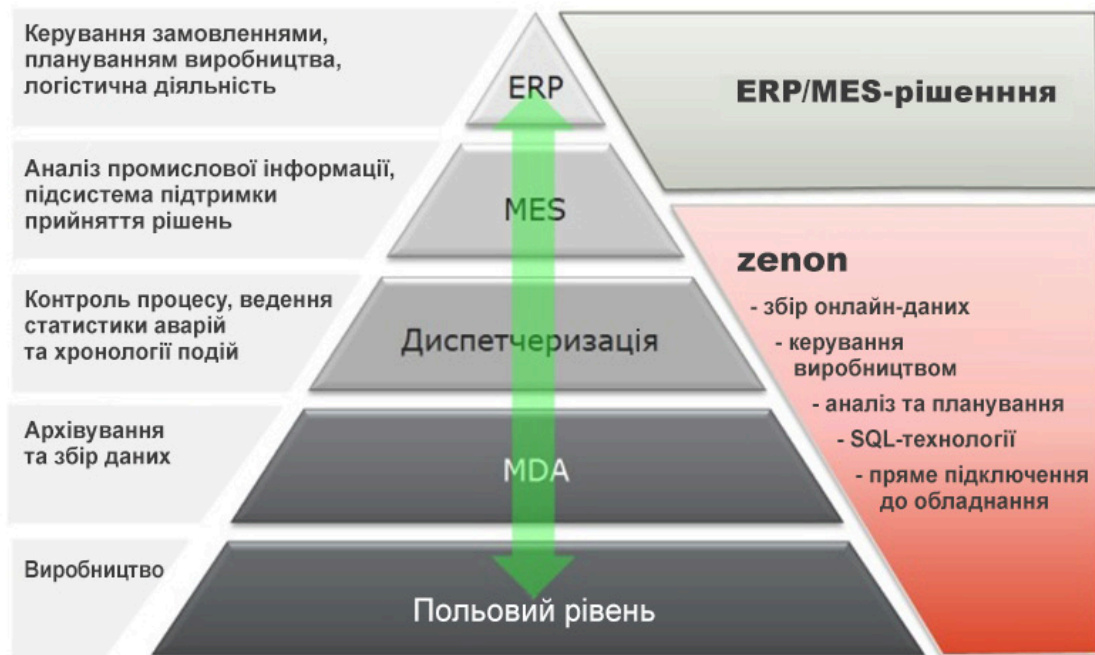 Керування замовленнями,
плануванням виробництва,
логістична діяльність
ERP
ERP/MES-рішенння
Аналіз промислової інформації,
підсистема підтримки
прийняття рішень
MES
zenon
- збір онлайн-даних
- керування
виробництвом
- аналіз та планування
- SQL-технології
- пряме підключення
до обладнання
Контроль процесу, ведення
статистики аварій
та хронології подій
Диспетчеризація
Архівування
та збір даних
MDA
Виробництво
Польовий рівень